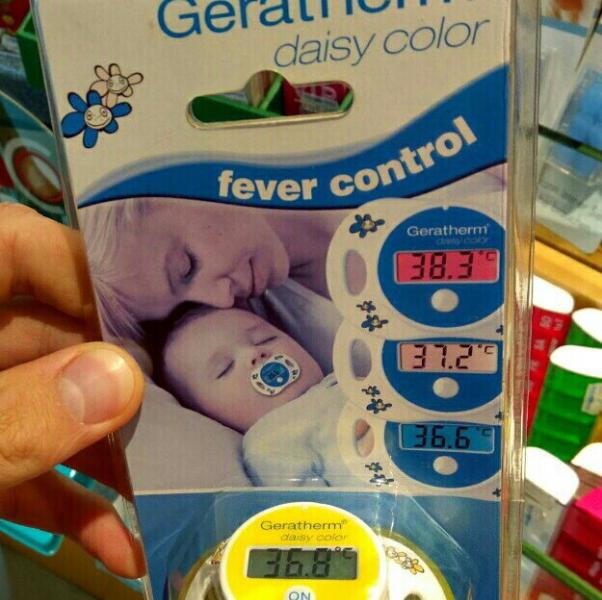 Geratherm
daisy color
fever control
Geratherm®
daisy color
38.3°C
37.2°C
36.6°C
Geratherm®
daisy color
36.8°C
ON